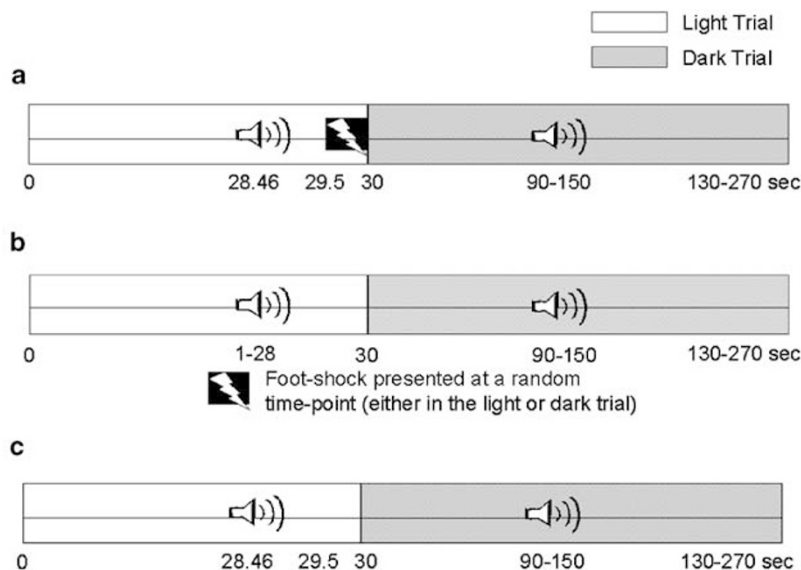 Light Trial
Dark Trial
a
0 28.46 29.5 30 90-150 130-270 sec
b
0 1-28 30 90-150 130-270 sec
Foot-shock presented at a random
time-point (either in the light or dark trial)
c
0 28.46 29.5 30 90-150 130-270 sec